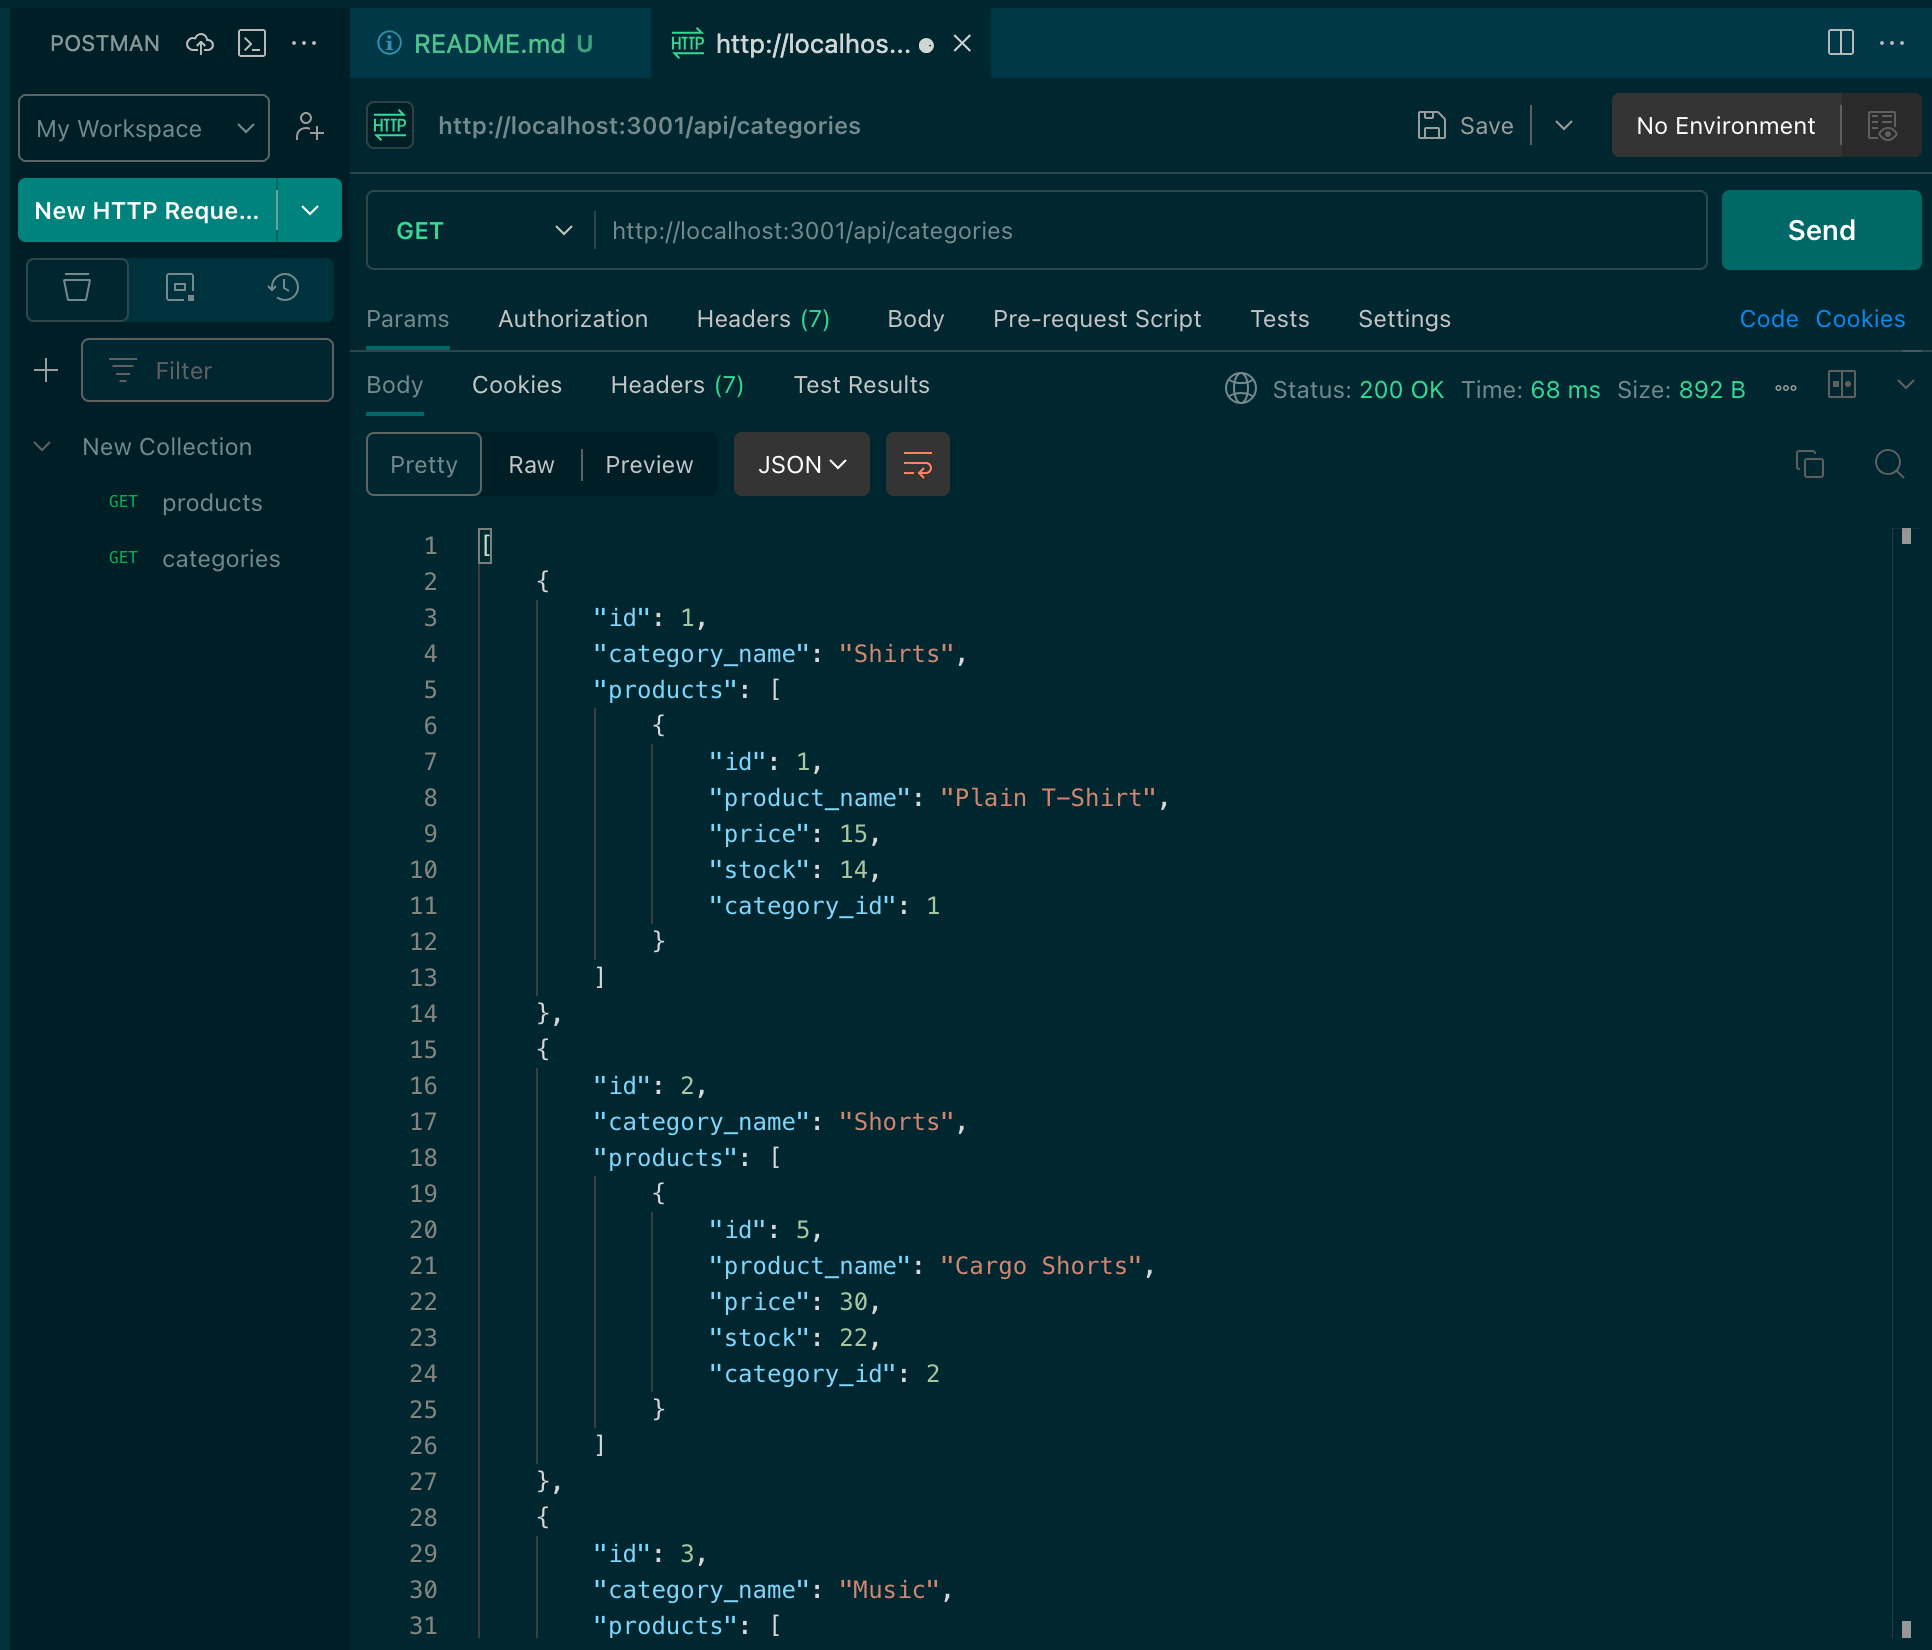 POSTMAN
README.md U
http://localhos...
My Workspace
http://localhost:3001/api/categories
Save
No Environment
New HTTP Reque...
GET
http://localhost:3001/api/categories
Send
Params Authorization Headers (7) Body Pre-request Script Tests Settings Code Cookies
Filter
Body Cookies Headers (7) Test Results Status: 200 OK Time: 68 ms Size: 892 B
New Collection
GET products
GET categories
Pretty Raw Preview JSON
1 [
2 {
3 "id": 1,
4 "category_name": "Shirts",
5 "products": [
6 {
7 "id": 1,
8 "product_name": "Plain T-Shirt",
9 "price": 15,
10 "stock": 14,
11 "category_id": 1
12 }
13 ]
14 },
15 {
16 "id": 2,
17 "category_name": "Shorts",
18 "products": [
19 {
20 "id": 5,
21 "product_name": "Cargo Shorts",
22 "price": 30,
23 "stock": 22,
24 "category_id": 2
25 }
26 ]
27 },
28 {
29 "id": 3,
30 "category_name": "Music",
31 "products": [